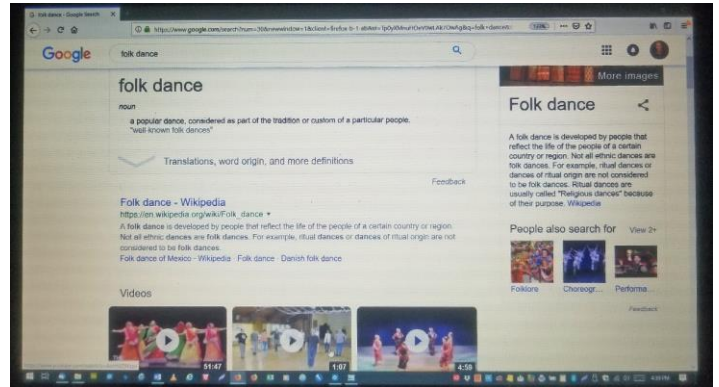 folk dance - Google Search
Google
folk dance
More images
folk dance
noun
a popular dance, considered as part of the tradition or custom of a particular people.
"well-known folk dances"
Translations, word origin, and more definitions
Feedback
Folk dance - Wikipedia
https://en.wikipedia.org/wiki/Folk_dance
A folk dance is developed by people that reflect the life of the people of a certain country or region.
Not all ethnic dances are folk dances. For example, ritual dances or dances of ritual origin are not
considered to be folk dances.
Folk dance of Mexico - Wikipedia · Folk dance · Danish folk dance
Videos
51:47
1:07
4:59
Folk dance
A folk dance is developed by people that
reflect the life of the people of a certain
country or region. Not all ethnic dances are
folk dances. For example, ritual dances or
dances of ritual origin are not considered
to be folk dances. Ritual dances are
usually called "Religious dances" because
of their purpose. Wikipedia
People also search for
View 2+
Folklore
Choreogr...
Performa...
Feedback